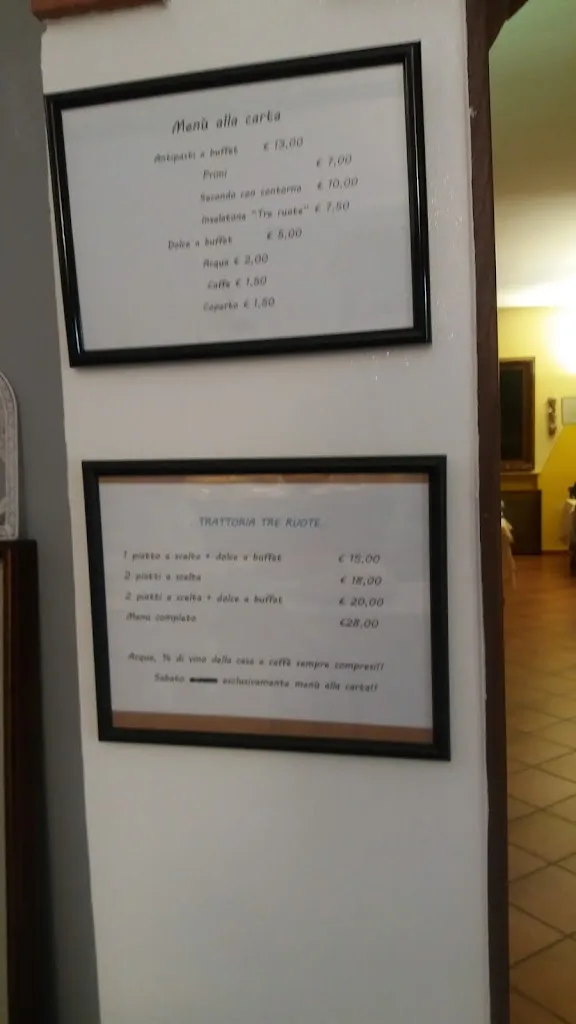 Menù alla carta
Antipasti a buffet € 13,00
Primi € 7,00
Secondo con contorno € 10,00
Insalatona "Tre ruote" € 7,50
Dolce a buffet € 5,00
Acqua € 2,00
Caffè € 1,50
Coperto € 1,50
TRATTORIA TRE RUOTE
1 piatto a scelta + dolce a buffet € 15,00
2 piatti a scelta € 18,00
2 piatti a scelta + dolce a buffet € 20,00
Menù completo €28,00
Acqua, ¼ di vino della casa e caffè sempre compresi!!
Sabato esclusivamente menù alla carta!!